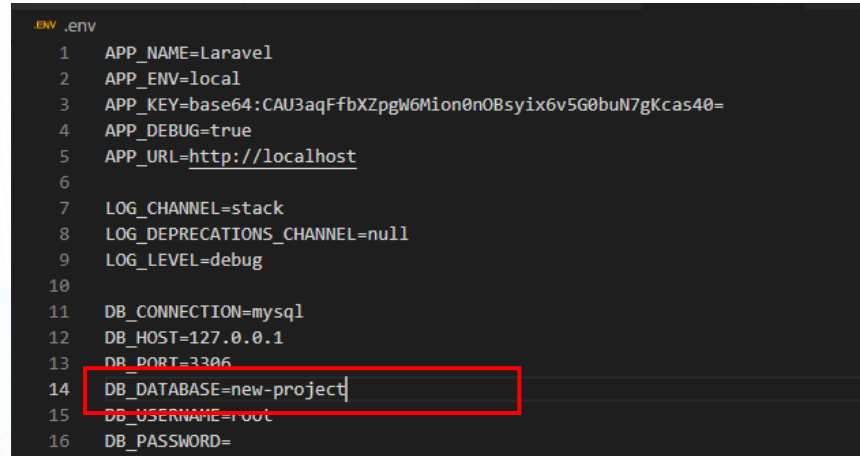 .ENV .env
1 APP_NAME=Laravel
2 APP_ENV=local
3 APP_KEY=base64:CAU3aqFfbXZpgW6Mion0nOBsyix6v5G0buN7gKcas40=
4 APP_DEBUG=true
5 APP_URL=http://localhost
6
7 LOG_CHANNEL=stack
8 LOG_DEPRECATIONS_CHANNEL=null
9 LOG_LEVEL=debug
10
11 DB_CONNECTION=mysql
12 DB_HOST=127.0.0.1
13 DB_PORT=3306
14 DB_DATABASE=new-project
15 DB_USERNAME=root
16 DB_PASSWORD=